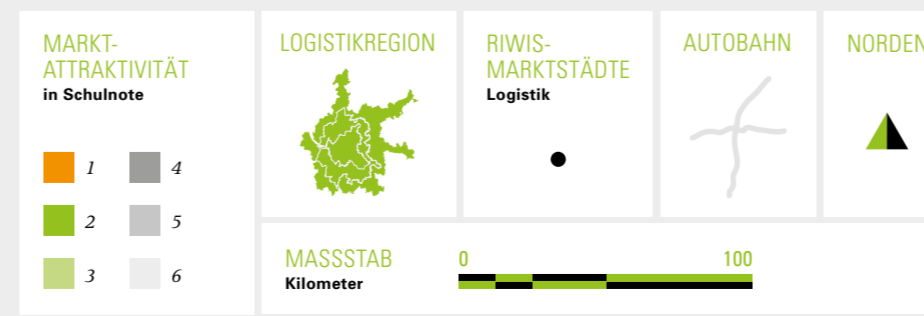 MARKT-
ATTRAKTIVITÄT
in Schulnote
1
4
2
5
3
6
LOGISTIKREGION
RIWIS-
MARKTSTÄDTE
Logistik
AUTOBAHN
NORDEN
MASSSTAB
Kilometer
0
100